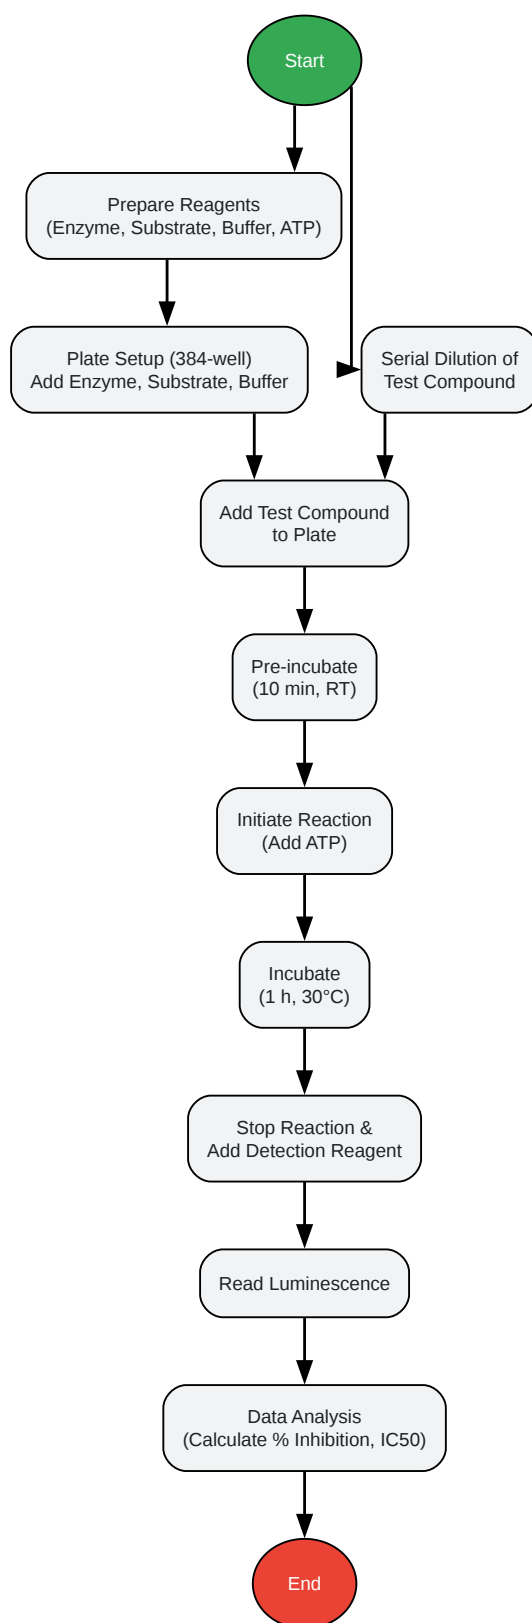 Start
Prepare Reagents
(Enzyme, Substrate, Buffer, ATP)
Plate Setup (384-well)
Add Enzyme, Substrate, Buffer
Serial Dilution of
Test Compound
Add Test Compound
to Plate
Pre-incubate
(10 min, RT)
Initiate Reaction
(Add ATP)
Incubate
(1 h, 30°C)
Stop Reaction &
Add Detection Reagent
Read Luminescence
Data Analysis
(Calculate % Inhibition, IC50)
End